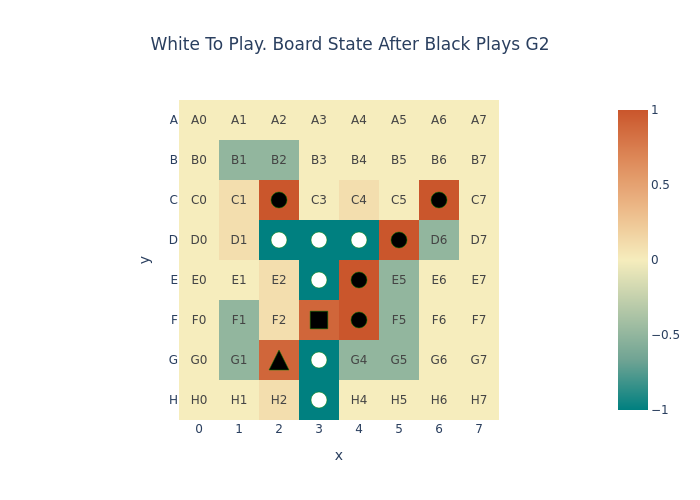 White To Play. Board State After Black Plays G2
A A0 A1 A2 A3 A4 A5 A6 A7
B B0 B1 B2 B3 B4 B5 B6 B7
C C0 C1 C3 C4 C5 C7
D D0 D1 D6 D7
E E0 E1 E2 E5 E6 E7
F F0 F1 F2 F5 F6 F7
G G0 G1 G4 G5 G6 G7
H H0 H1 H2 H4 H5 H6 H7
0 1 2 3 4 5 6 7
x
y
1
0.5
0
−0.5
−1